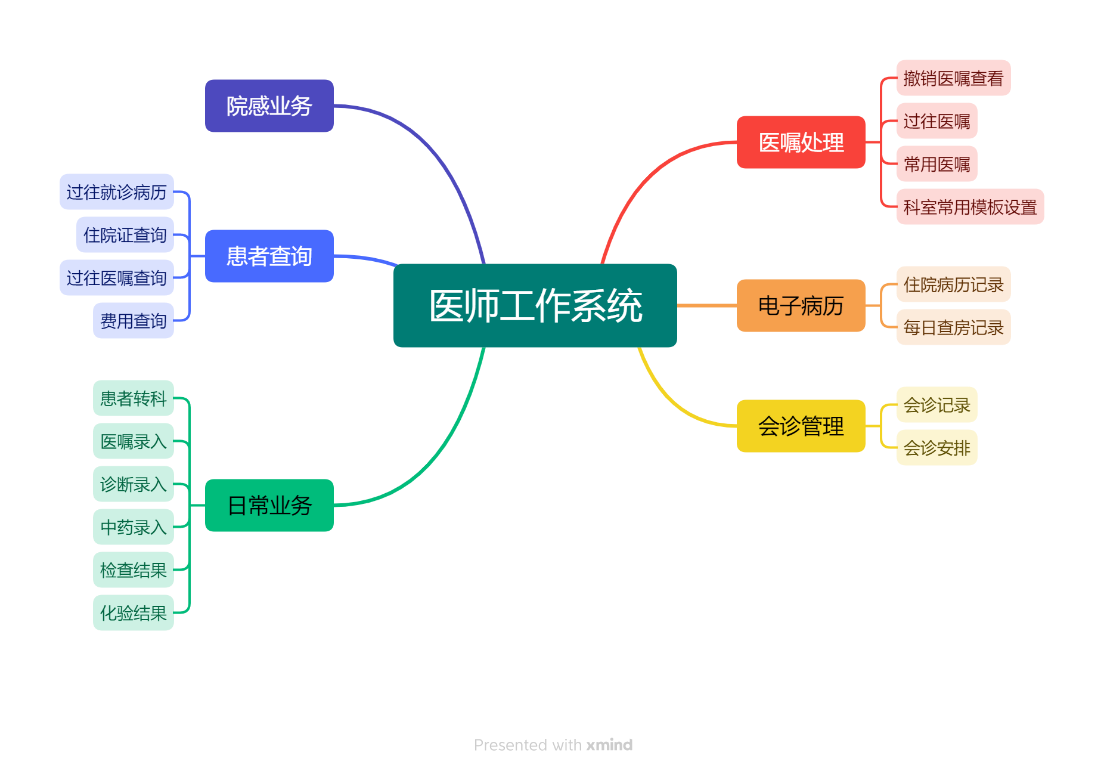 医师工作系统
医嘱处理
撤销医嘱查看
过往医嘱
常用医嘱
科室常用模板设置
电子病历
住院病历记录
每日查房记录
会诊管理
会诊记录
会诊安排
日常业务
患者转科
医嘱录入
诊断录入
中药录入
检查结果
化验结果
患者查询
过往就诊病历
住院证查询
过往医嘱查询
费用查询
院感业务
Presented with xmind